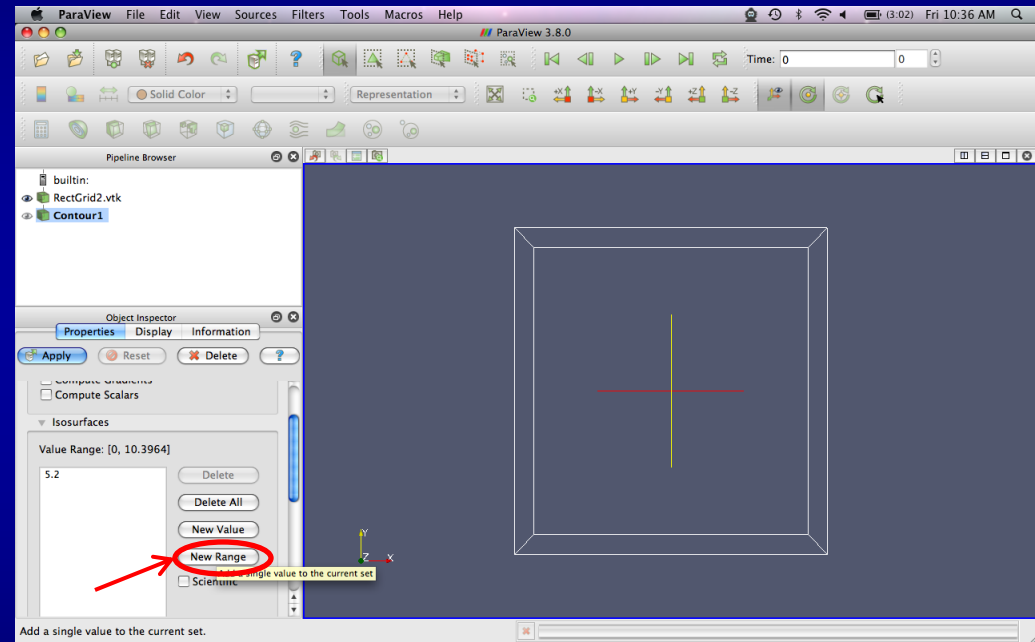 ParaView File Edit View Sources Filters Tools Macros Help (3:02) Fri 10:36 AM
ParaView 3.8.0
Time: 0 0
Solid Color Representation +X -X +Y -Y +Z -Z
Pipeline Browser
builtin:
RectGrid2.vtk
Contour1
Object Inspector
Properties Display Information
Apply Reset Delete ?
Compute Gradients
Compute Scalars
Isosurfaces
Value Range: [0, 10.3964]
5.2 Delete
Delete All
New Value
New Range
Scientific
Add a single value to the current set
Y
Z X
Add a single value to the current set.